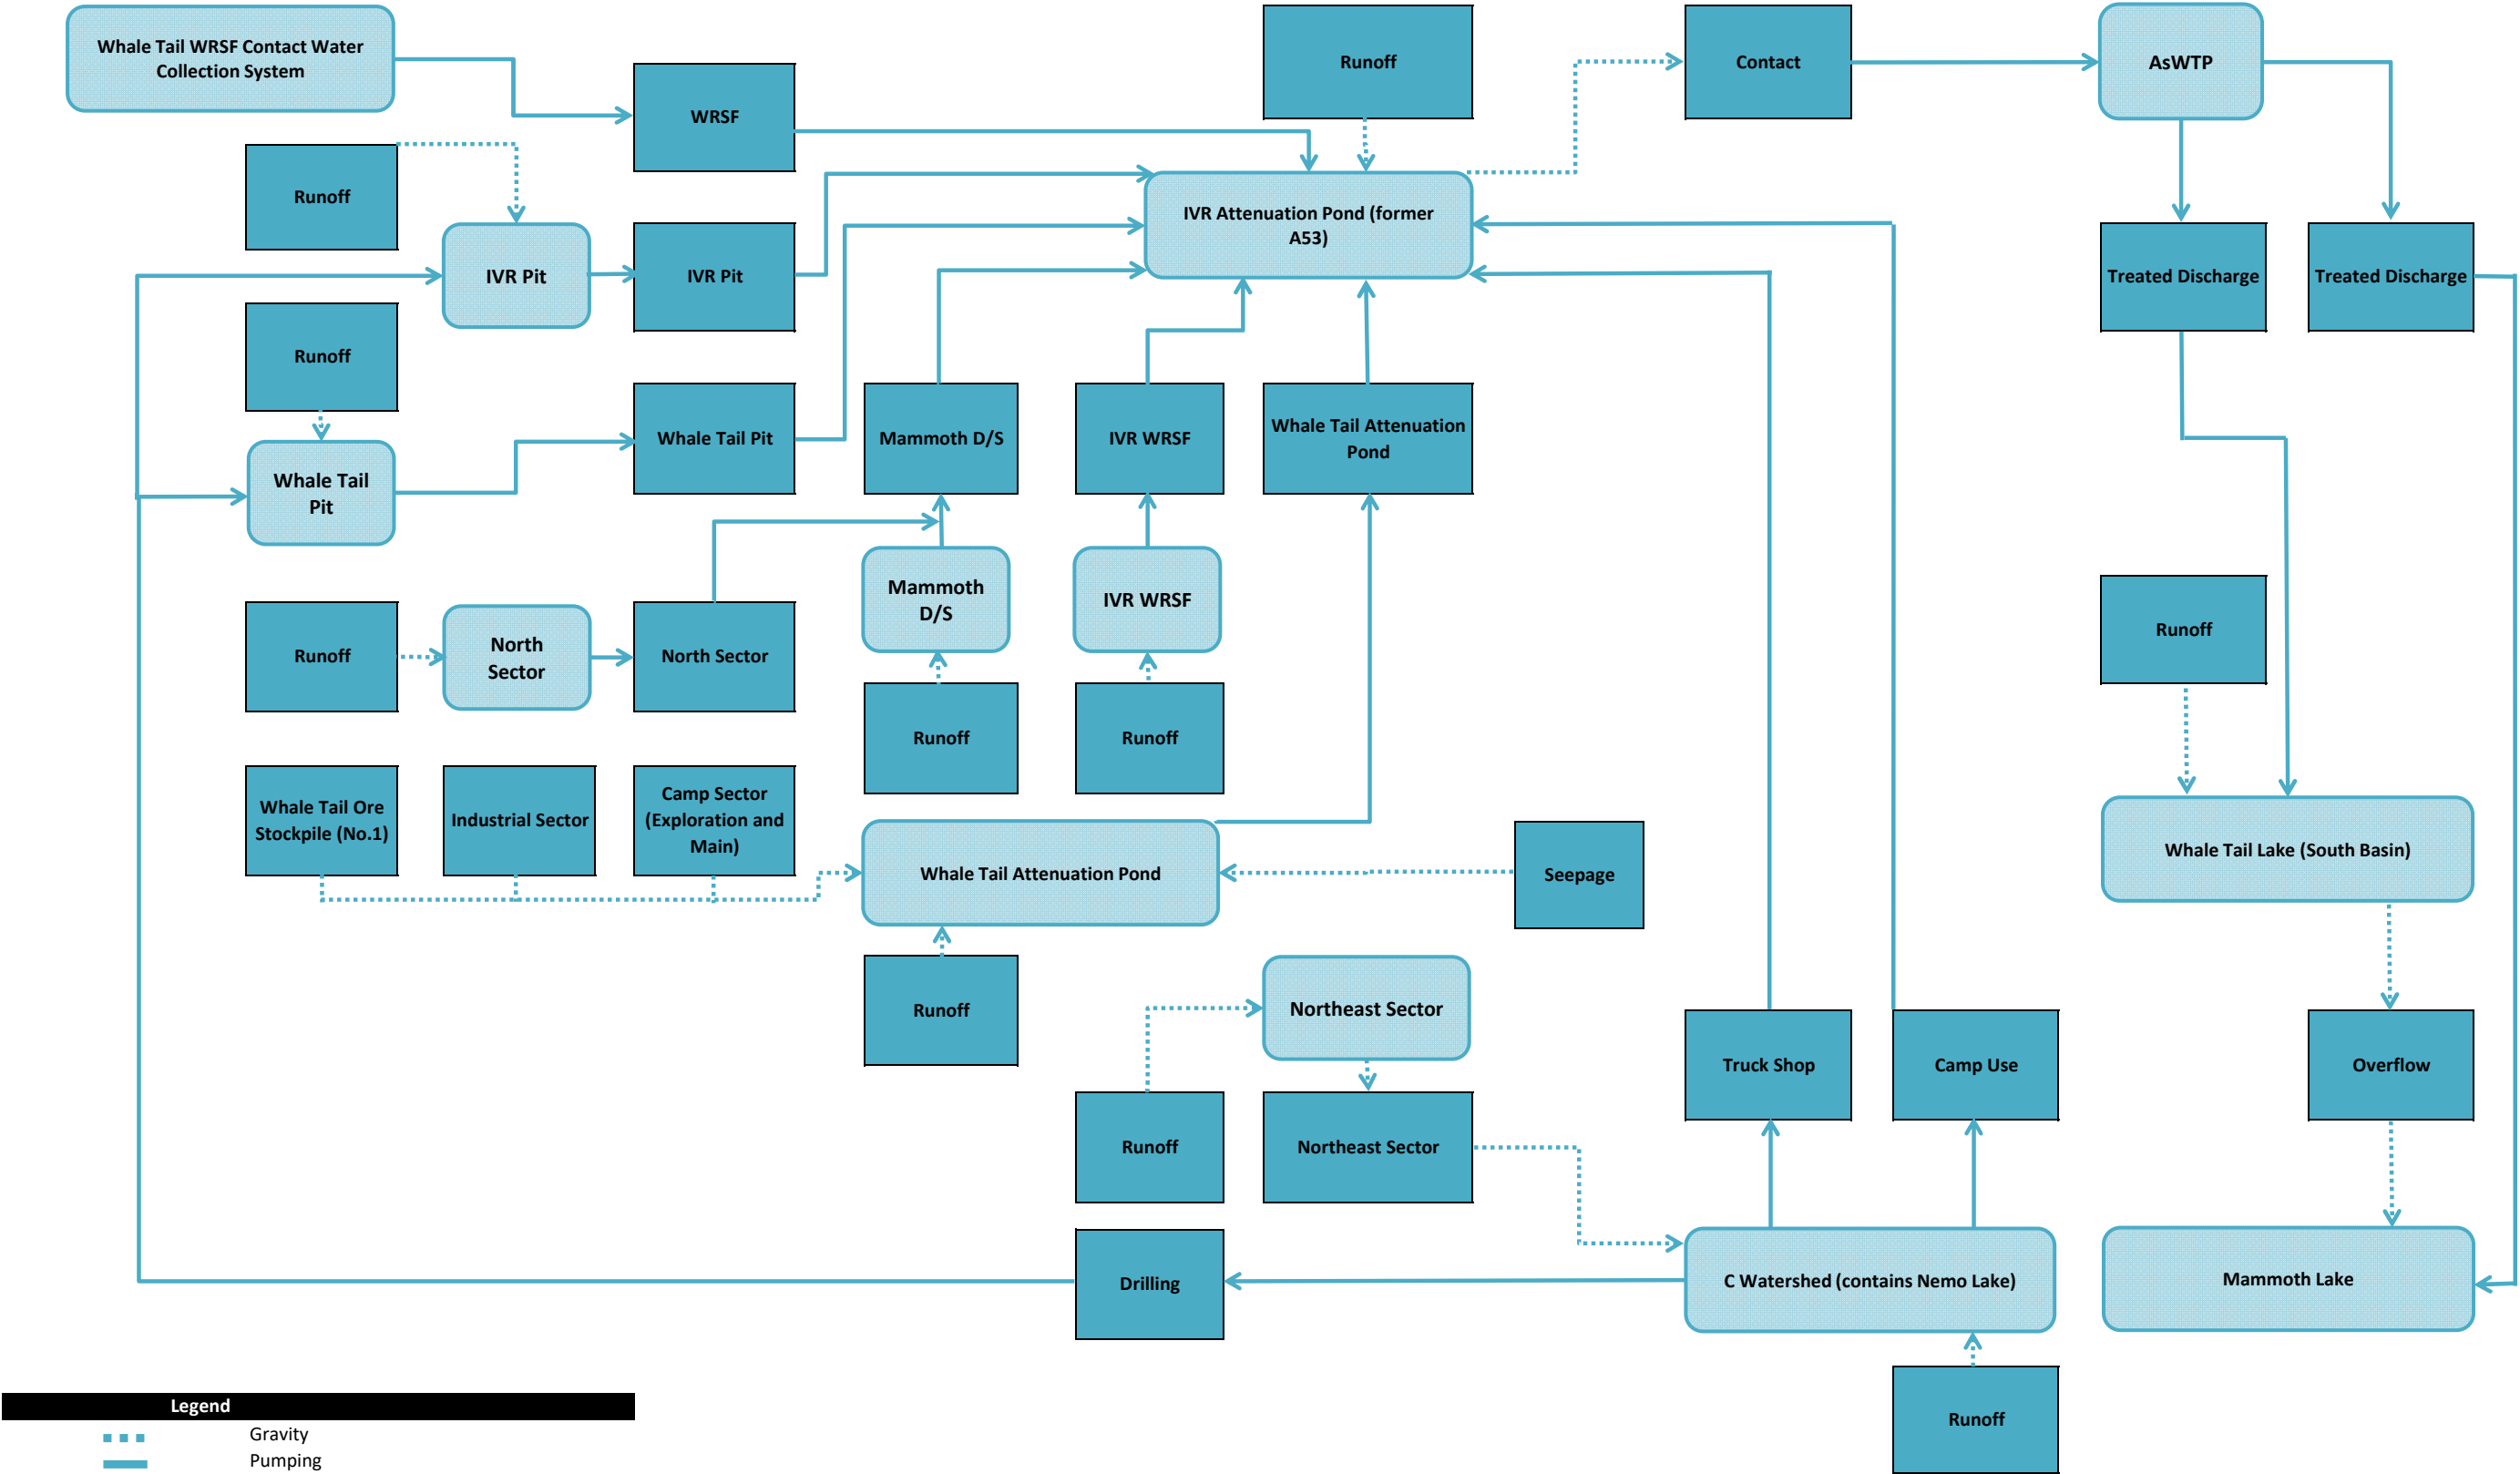 Whale Tail WRSF Contact Water
Collection System
WRSF
Runoff
Contact
AsWTP
Runoff
IVR Pit
IVR Pit
IVR Attenuation Pond (former
A53)
Treated Discharge
Treated Discharge
Runoff
Whale Tail
Pit
Whale Tail Pit
Mammoth D/S
IVR WRSF
Whale Tail Attenuation
Pond
Runoff
North
Sector
North Sector
Mammoth
D/S
IVR WRSF
Runoff
Runoff
Runoff
Whale Tail Ore
Stockpile (No.1)
Industrial Sector
Camp Sector
(Exploration and
Main)
Whale Tail Attenuation Pond
Seepage
Whale Tail Lake (South Basin)
Runoff
Northeast Sector
Truck Shop
Camp Use
Overflow
Runoff
Northeast Sector
Drilling
C Watershed (contains Nemo Lake)
Mammoth Lake
Runoff
Legend
Gravity
Pumping